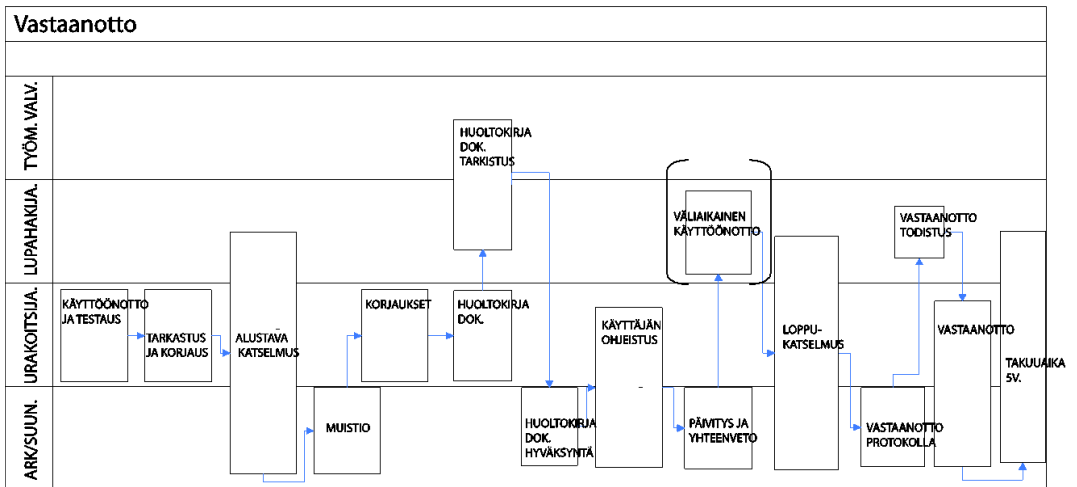 Vastaanotto
TYÖM. VALV.
LUPAHAKIJA.
URAKOITSIJA.
ARK/SUUN.
KÄYTTÖÖNOTTO
JA TESTAUS
TARKASTUS
JA KORJAUS
ALUSTAVA
KATSELMUS
MUISTIO
KORJAUKSET
HUOLTOKIRJA
DOK.
HUOLTOKIRJA
DOK.
TARKISTUS
HUOLTOKIRJA
DOK.
HYVÄKSYNTÄ
KÄYTTÄJÄN
OHJEISTUS
PÄIVITYS JA
YHTEENVETO
VÄLIAIKAINEN
KÄYTTÖÖNOTTO
LOPPU-
KATSELMUS
VASTAANOTTO
PROTOKOLLA
VASTAANOTTO
TODISTUS
VASTAANOTTO
TAKUUAIKA
5V.